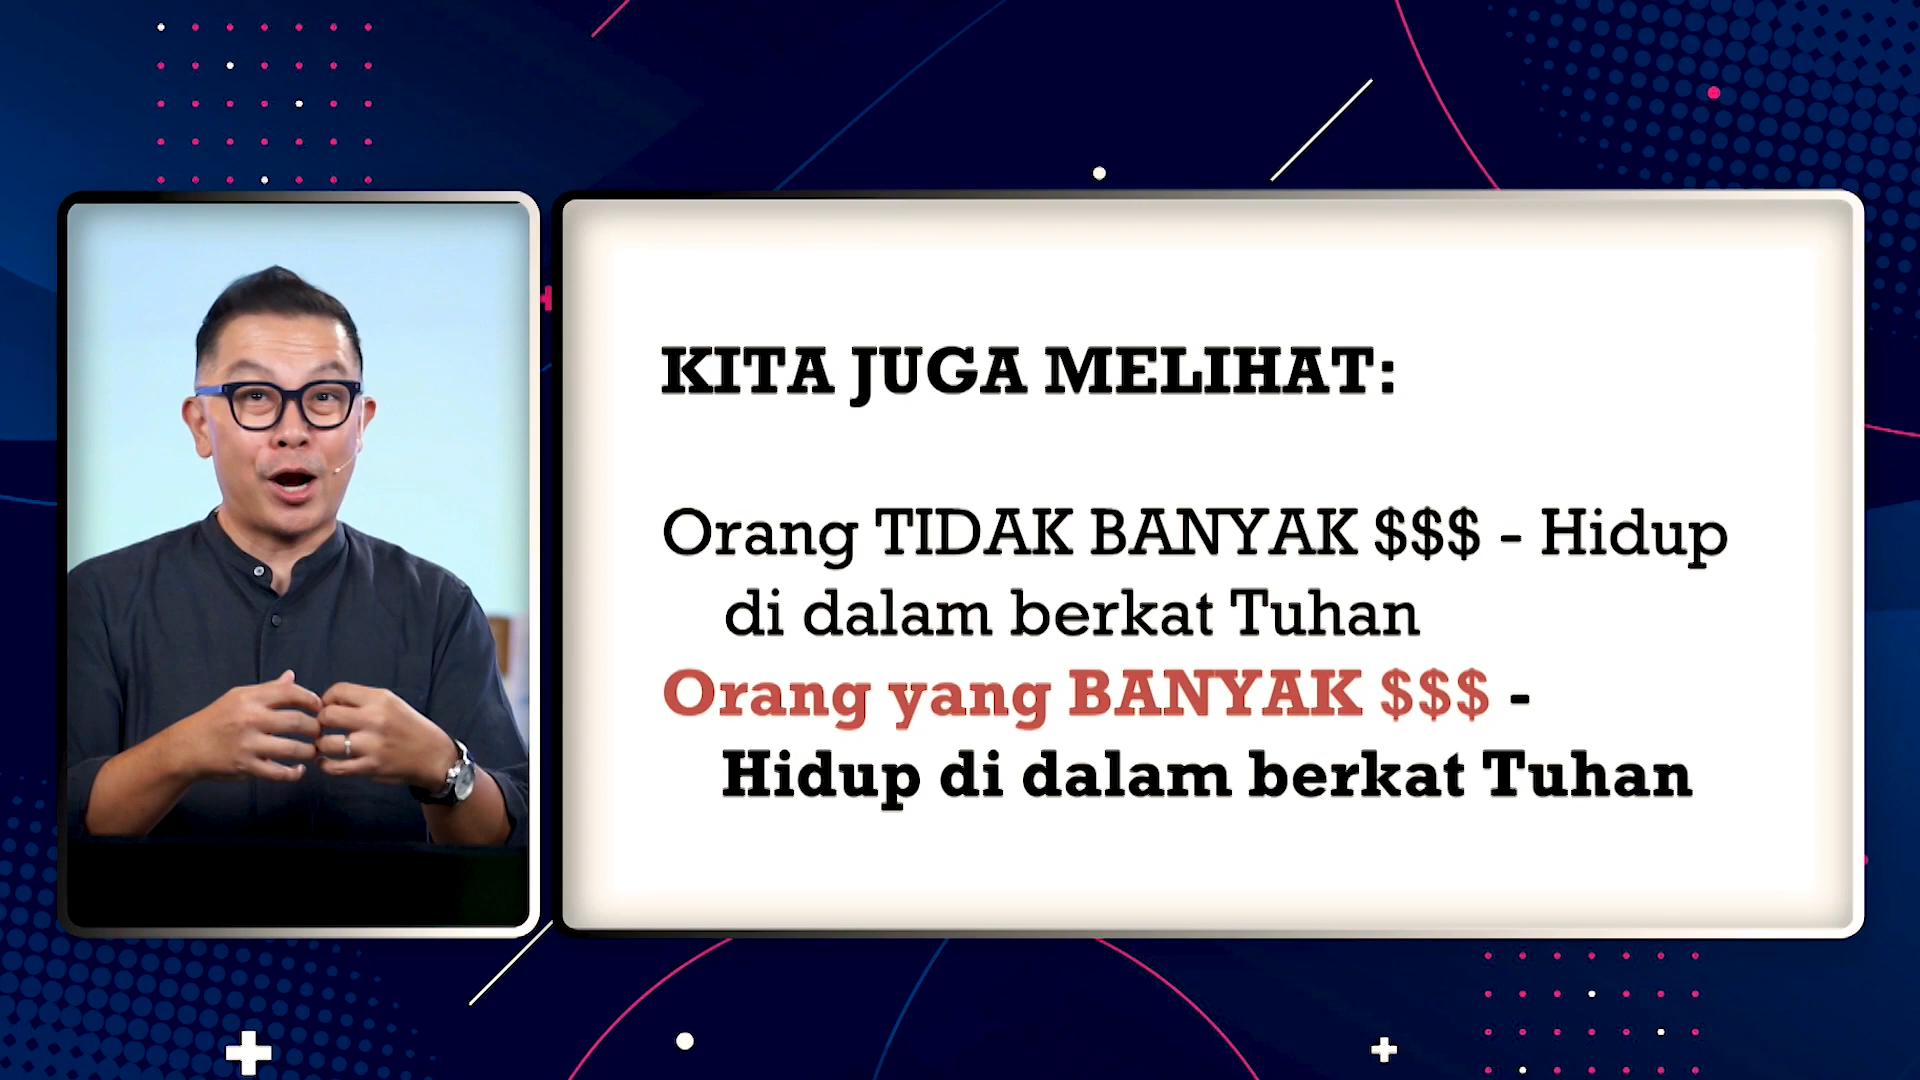 KITA JUGA MELIHAT:
Orang TIDAK BANYAK $$$ - Hidup
di dalam berkat Tuhan
Orang yang BANYAK $$$ -
Hidup di dalam berkat Tuhan